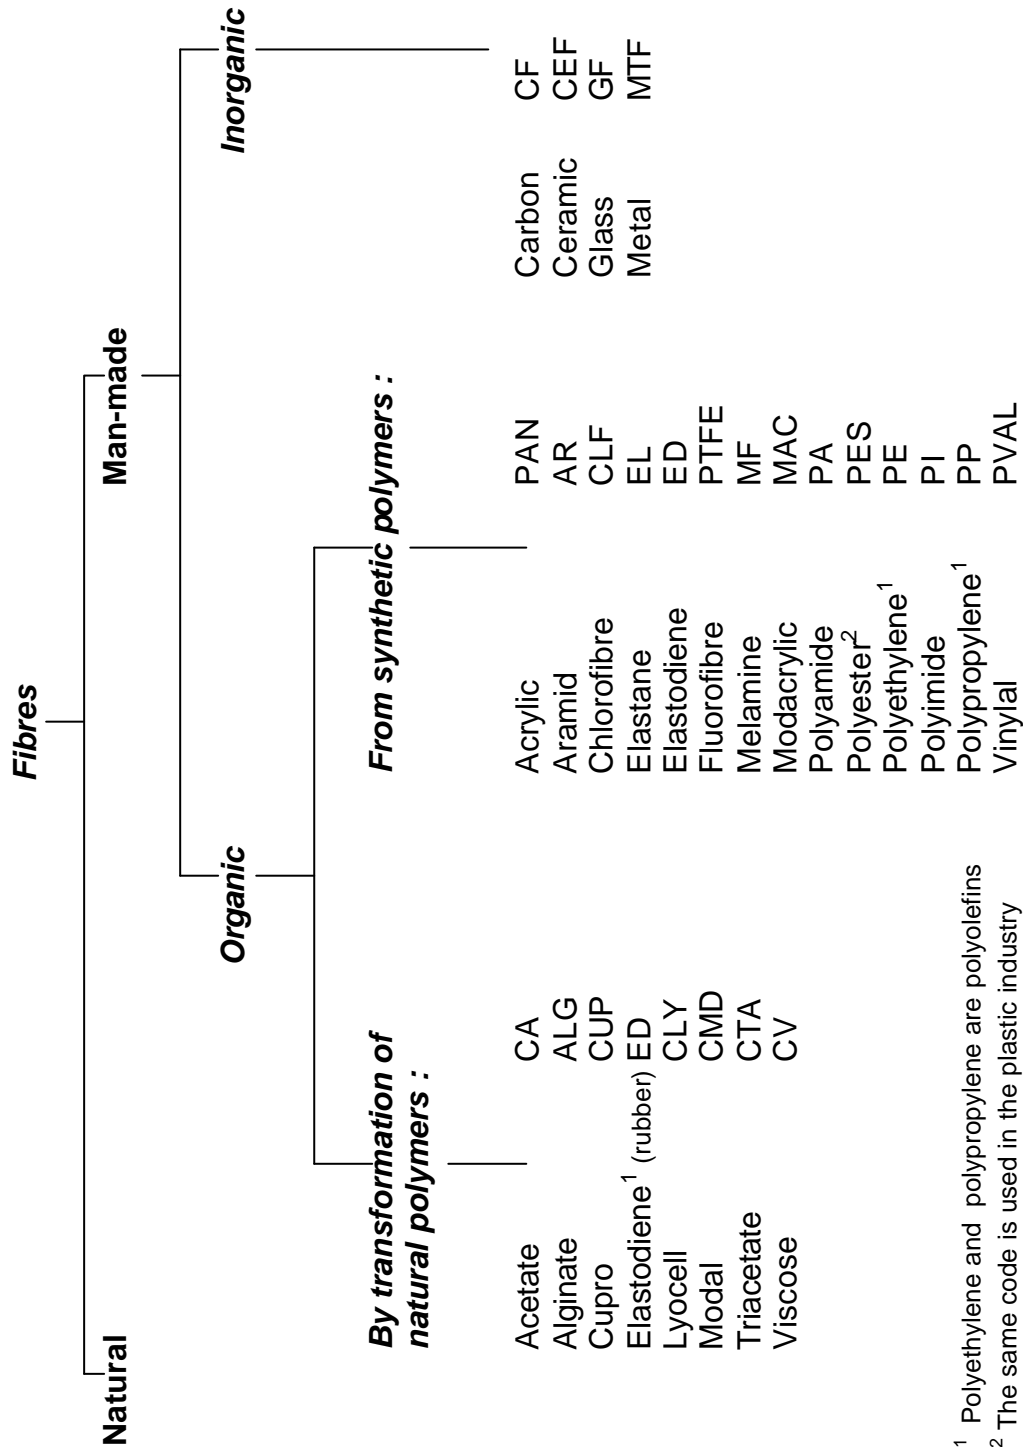 Fibres
Natural
Man-made
Organic
Inorganic
By transformation of
natural polymers :
Acetate CA
Alginate ALG
Cupro CUP
Elastodiene¹ (rubber) ED
Lyocell CLY
Modal CMD
Triacetate CTA
Viscose CV
From synthetic polymers :
Acrylic PAN
Aramid AR
Chlorofibre CLF
Elastane EL
Elastodiene ED
Fluorofibre PTFE
Melamine MF
Modacrylic MAC
Polyamide PA
Polyester² PES
Polyethylene¹ PE
Polyimide PI
Polypropylene¹ PP
Vinylal PVAL
Carbon CF
Ceramic CEF
Glass GF
Metal MTF
¹ Polyethylene and polypropylene are polyolefins
² The same code is used in the plastic industry